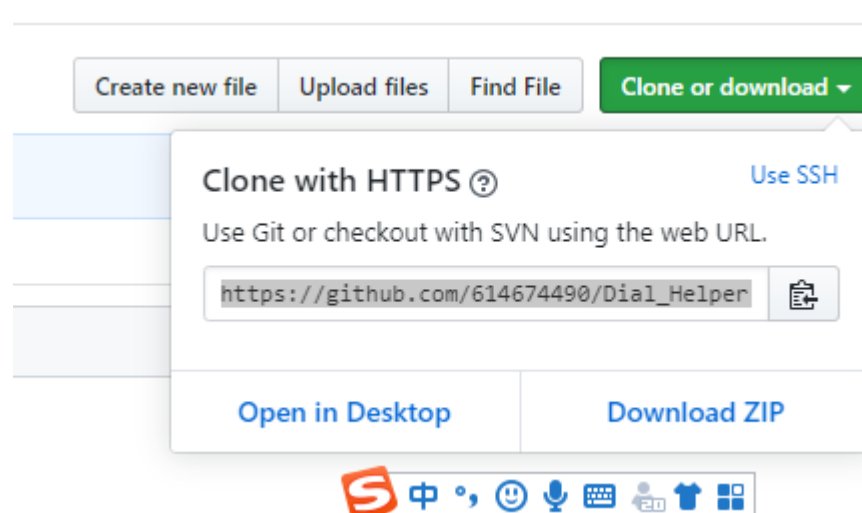 Create new file Upload files Find File Clone or download
Clone with HTTPS Use SSH
Use Git or checkout with SVN using the web URL.
https://github.com/614674490/Dial_Helper
Open in Desktop Download ZIP
S 中 °,